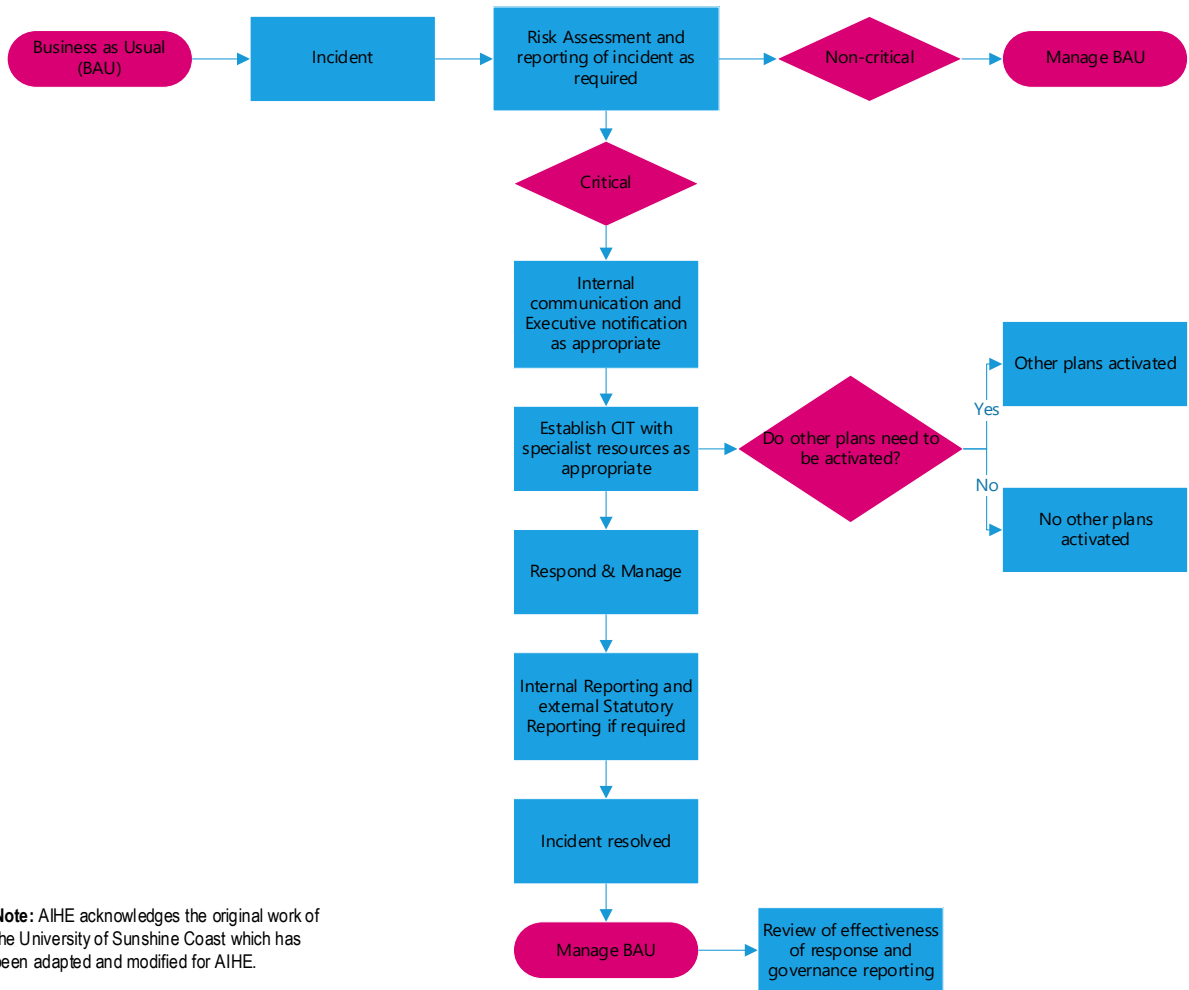 Business as Usual
(BAU)
Incident
Risk Assessment and
reporting of incident as
required
Non-critical
Manage BAU
Critical
Internal
communication and
Executive notification
as appropriate
Establish CIT with
specialist resources as
appropriate
Do other plans need to
be activated?
Yes
Other plans activated
No
No other plans
activated
Respond & Manage
Internal Reporting and
external Statutory
Reporting if required
Incident resolved
Manage BAU
Review of effectiveness
of response and
governance reporting
Note: AIHE acknowledges the original work of
the University of Sunshine Coast which has
been adapted and modified for AIHE.